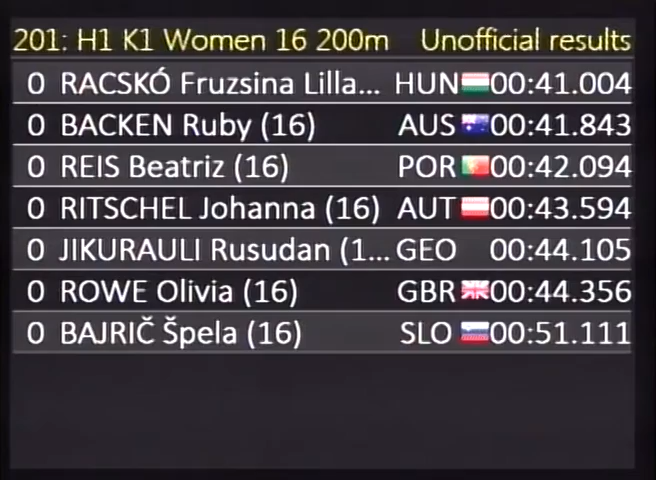 201: H1 K1 Women 16 200m Unofficial results
0 RACSKÓ Fruzsina Lilla... HUN 00:41.004
0 BACKEN Ruby (16) AUS 00:41.843
0 REIS Beatriz (16) POR 00:42.094
0 RITSCHEL Johanna (16) AUT 00:43.594
0 JIKURAULI Rusudan (1... GEO 00:44.105
0 ROWE Olivia (16) GBR 00:44.356
0 BAJRIČ Špela (16) SLO 00:51.111